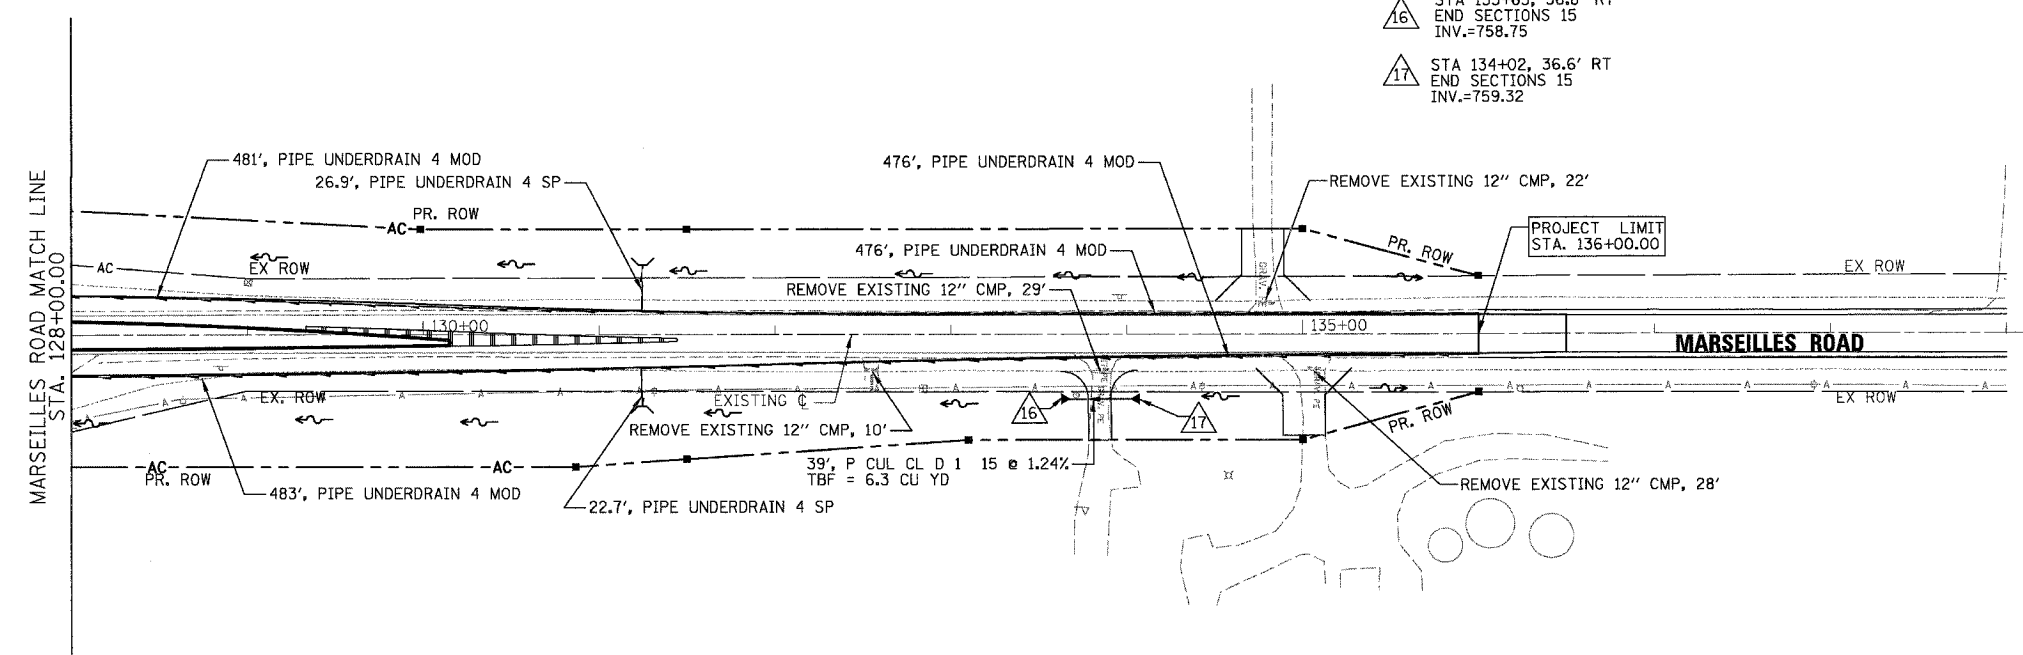 STA 133+63, 36.6' RT
16
END SECTIONS 15
INV.=758.75
17
STA 134+02, 36.6' RT
END SECTIONS 15
INV.=759.32
MARSEILLES ROAD MATCH LINE
STA. 128+00.00
481', PIPE UNDERDRAIN 4 MOD
26.9', PIPE UNDERDRAIN 4 SP
476', PIPE UNDERDRAIN 4 MOD
REMOVE EXISTING 12" CMP, 22'
PR. ROW
AC
PROJECT LIMIT
STA. 136+00.00
PR. ROW
476', PIPE UNDERDRAIN 4 MOD
AC
EX ROW
EX ROW
REMOVE EXISTING 12" CMP, 29'
130+00
135+00
MARSEILLES ROAD
EX. ROW
EXISTING ℄
EX ROW
16
17
PR. ROW
REMOVE EXISTING 12" CMP, 10'
39', P CUL CL D 1 15 @ 1.24%
TBF = 6.3 CU YD
AC
AC
PR. ROW
483', PIPE UNDERDRAIN 4 MOD
22.7', PIPE UNDERDRAIN 4 SP
REMOVE EXISTING 12" CMP, 28'